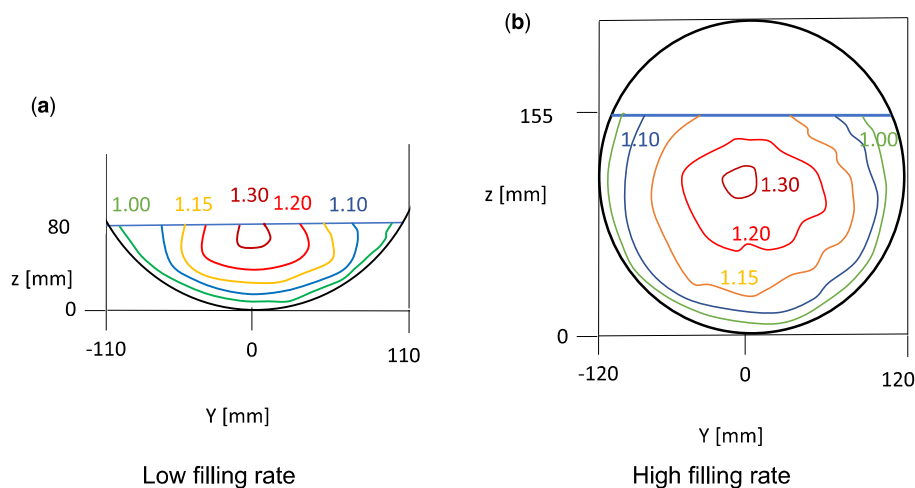 (a)
1.00 1.15 1.30 1.20 1.10
80
z [mm]
0
-110 0 110
Y [mm]
Low filling rate
(b)
155
1.10 1.00
z [mm]
1.30
1.20
1.15
0
-120 0 120
Y [mm]
High filling rate